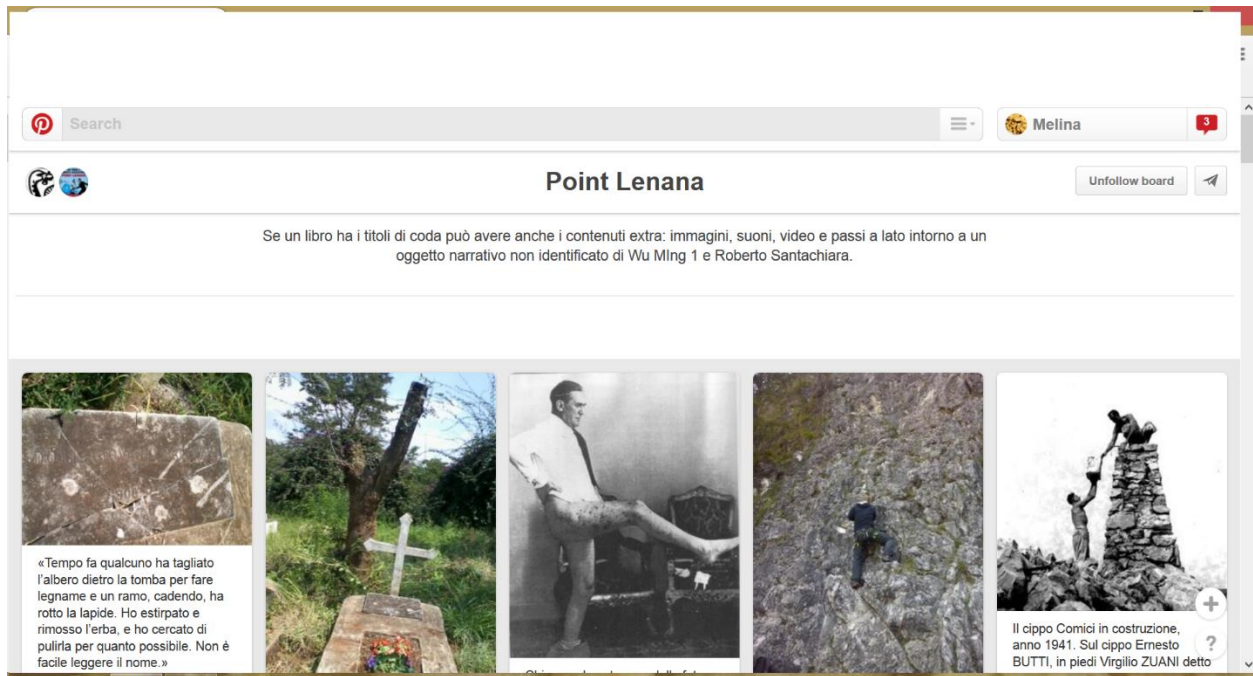 Search
Melina
3
Point Lenana
Unfollow board
Se un libro ha i titoli di coda può avere anche i contenuti extra: immagini, suoni, video e passi a lato intorno a un
oggetto narrativo non identificato di Wu MIng 1 e Roberto Santachiara.
«Tempo fa qualcuno ha tagliato
l'albero dietro la tomba per fare
legname e un ramo, cadendo, ha
rotto la lapide. Ho estirpato e
rimosso l'erba, e ho cercato di
pulirla per quanto possibile. Non è
facile leggere il nome.»
Il cippo Comici in costruzione,
anno 1941. Sul cippo Ernesto
BUTTI, in piedi Virgilio ZUANI detto
+
?